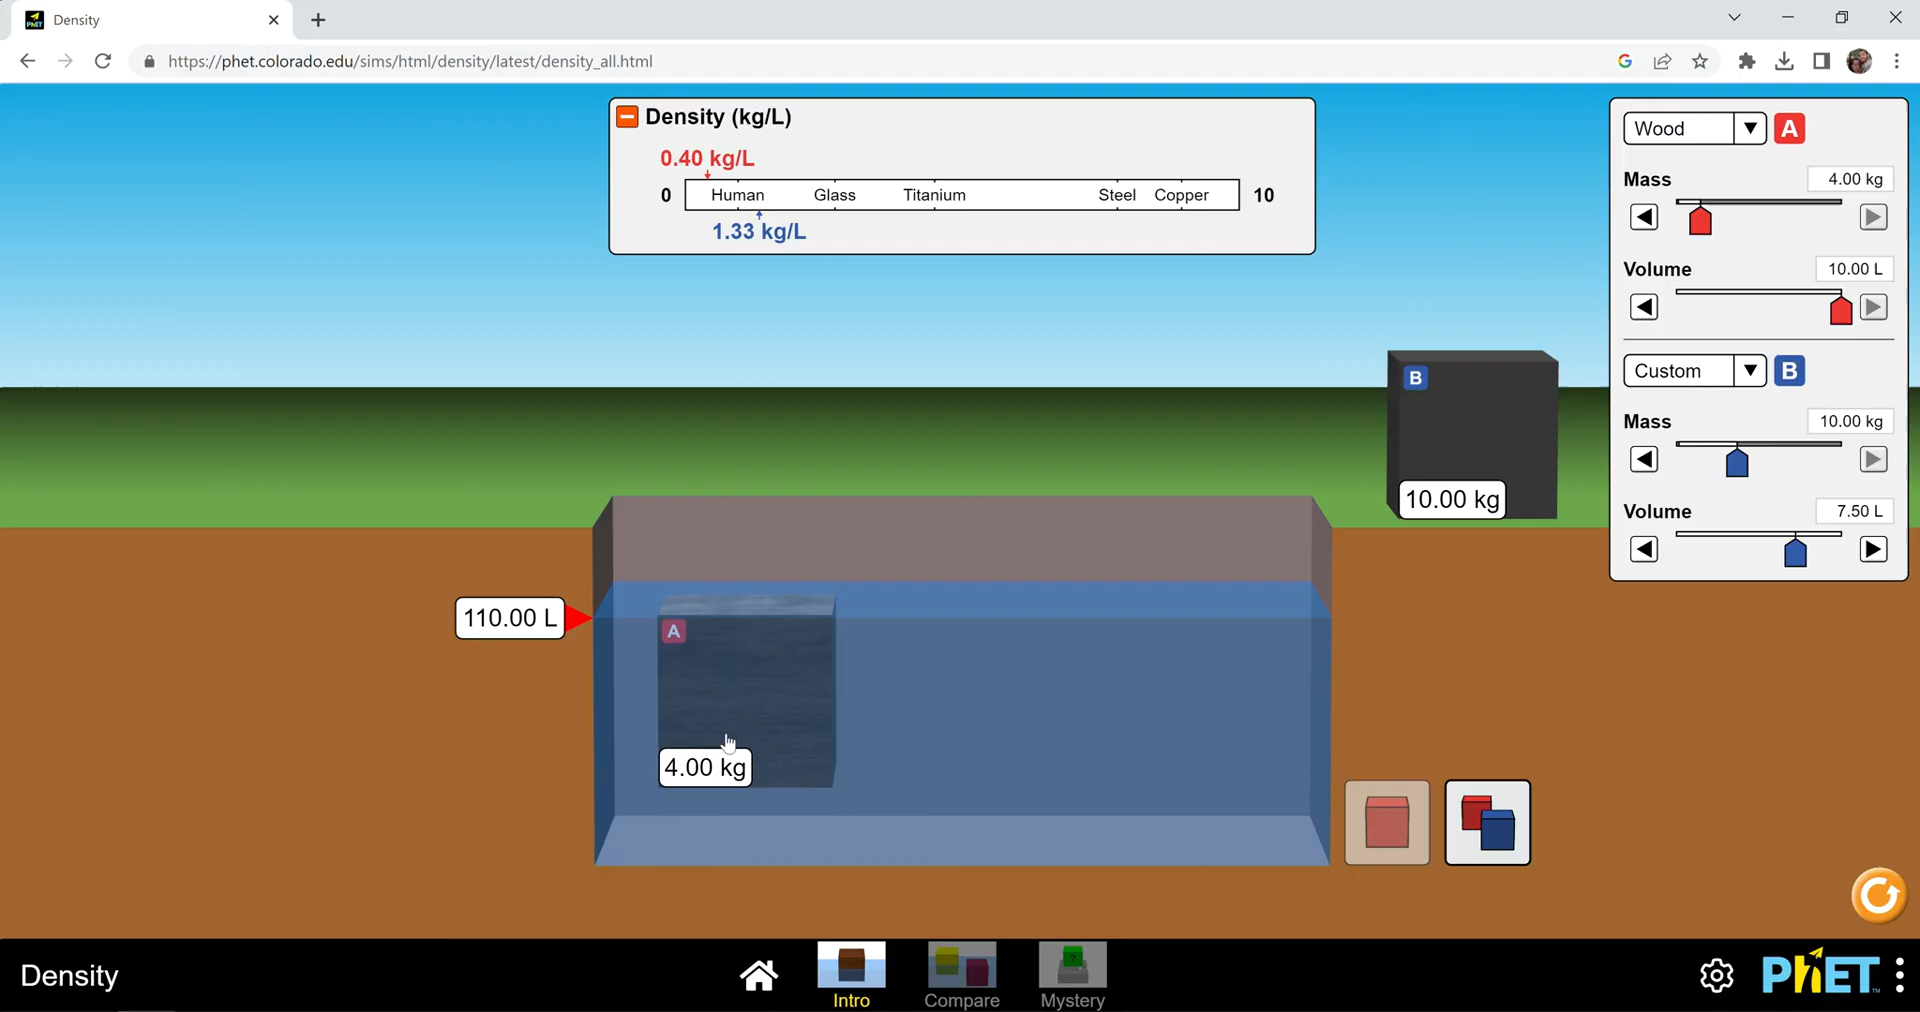 Density
https://phet.colorado.edu/sims/html/density/latest/density_all.html
Density (kg/L)
0.40 kg/L
0 Human Glass Titanium Steel Copper 10
1.33 kg/L
Wood A
Mass 4.00 kg
Volume 10.00 L
Custom B
Mass 10.00 kg
Volume 7.50 L
B
10.00 kg
110.00 L
A
4.00 kg
Density
Intro
Compare
?
Mystery
PhET